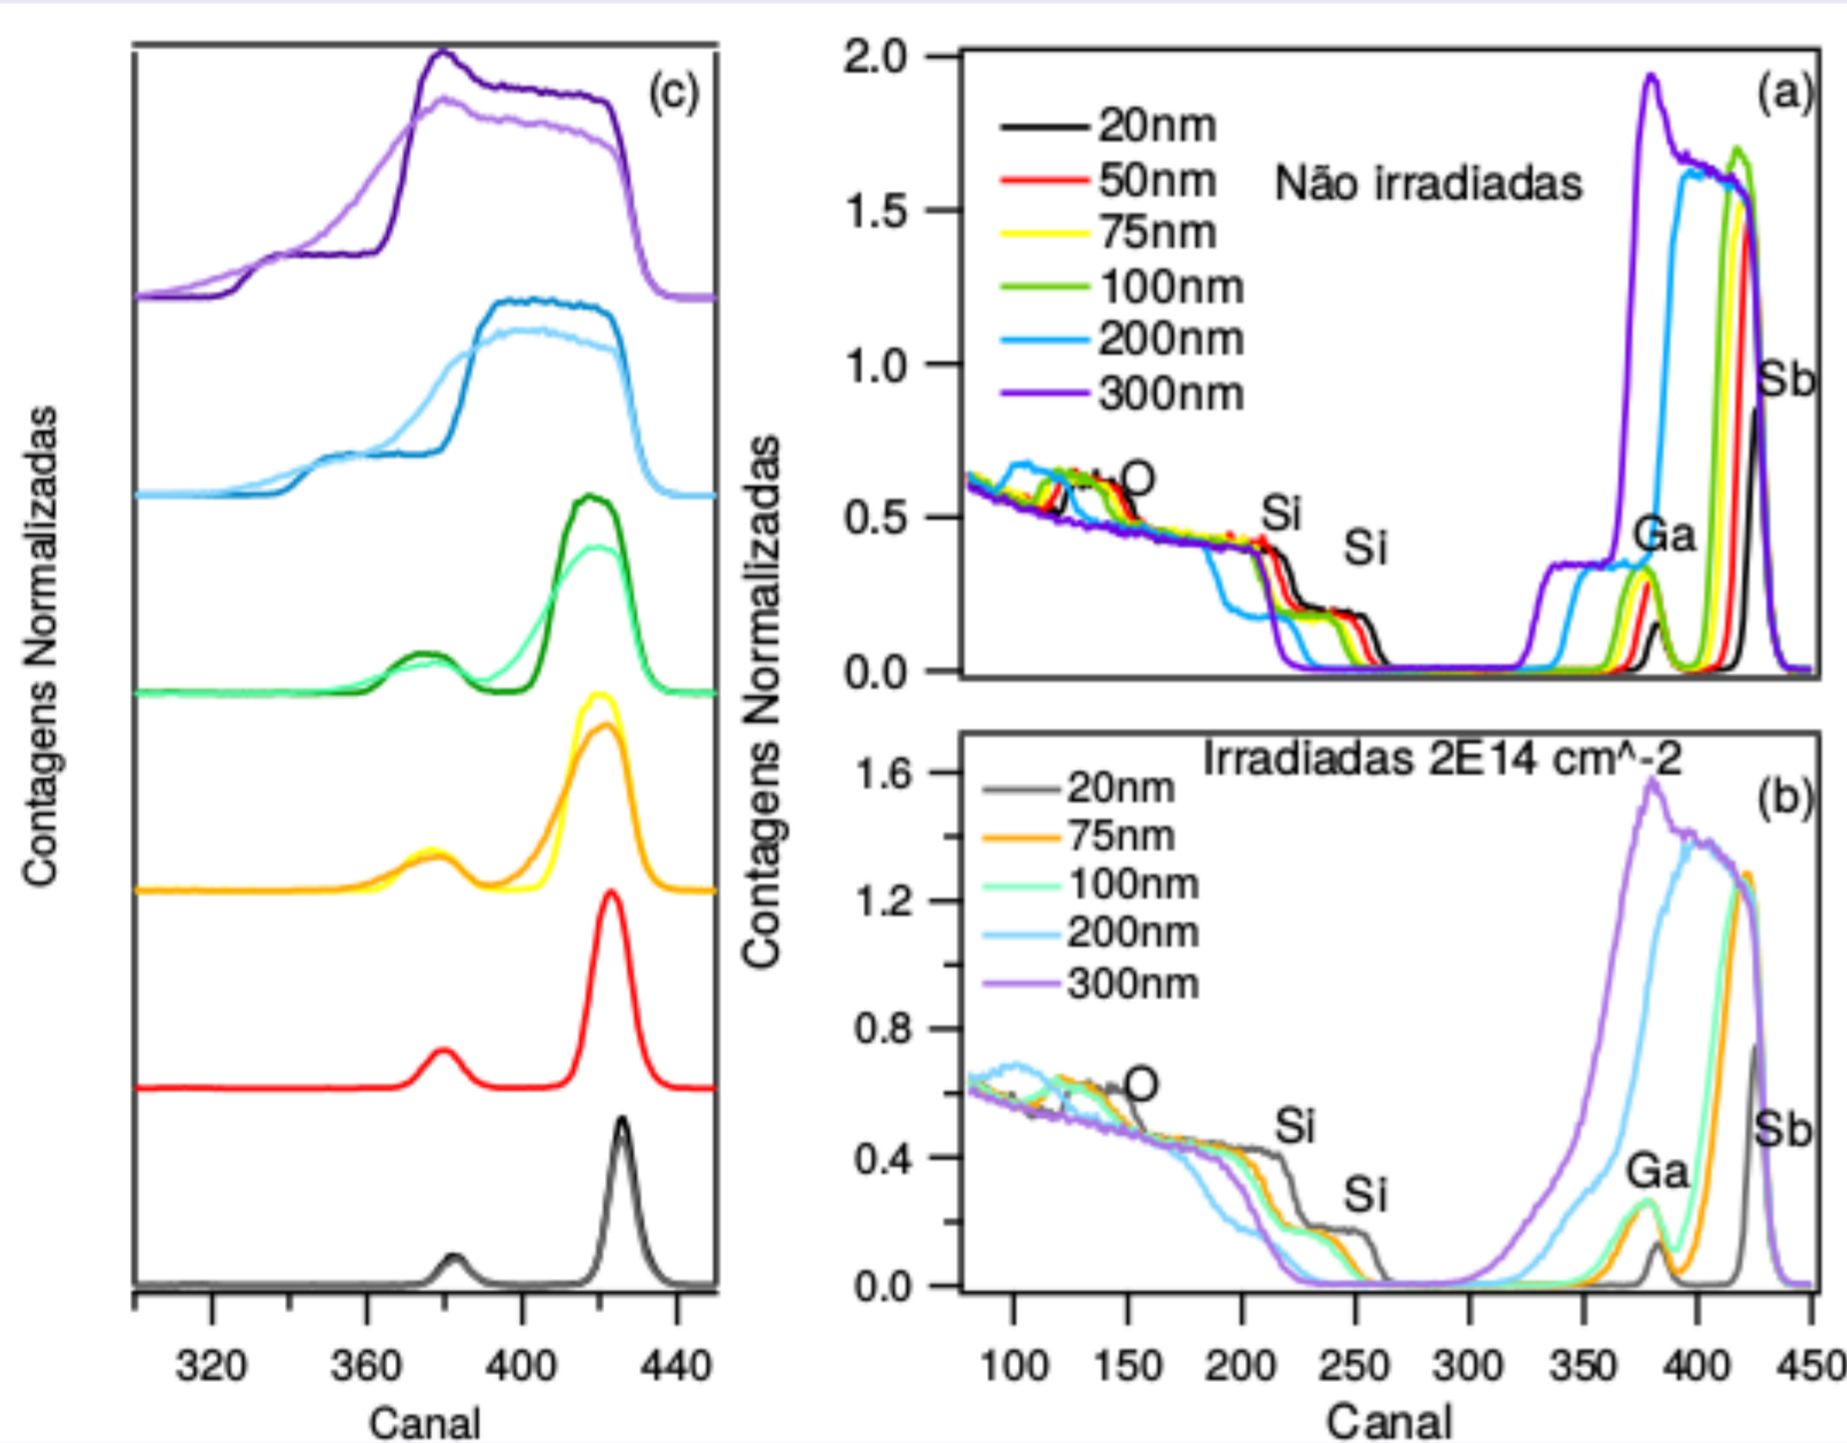 (c)
Contagens Normalizadas
320 360 400 440
Canal
Contagens Normalizadas
(a)
2.0
1.5
1.0
0.5
0.0
20nm
50nm
75nm
100nm
200nm
300nm
Não irradiadas
Sb
O
Si
Si
Ga
Irradiadas 2E14 cm^-2
(b)
1.6
1.2
0.8
0.4
0.0
20nm
75nm
100nm
200nm
300nm
O
Si
Si
Ga
Sb
100 150 200 250 300 350 400 450
Canal